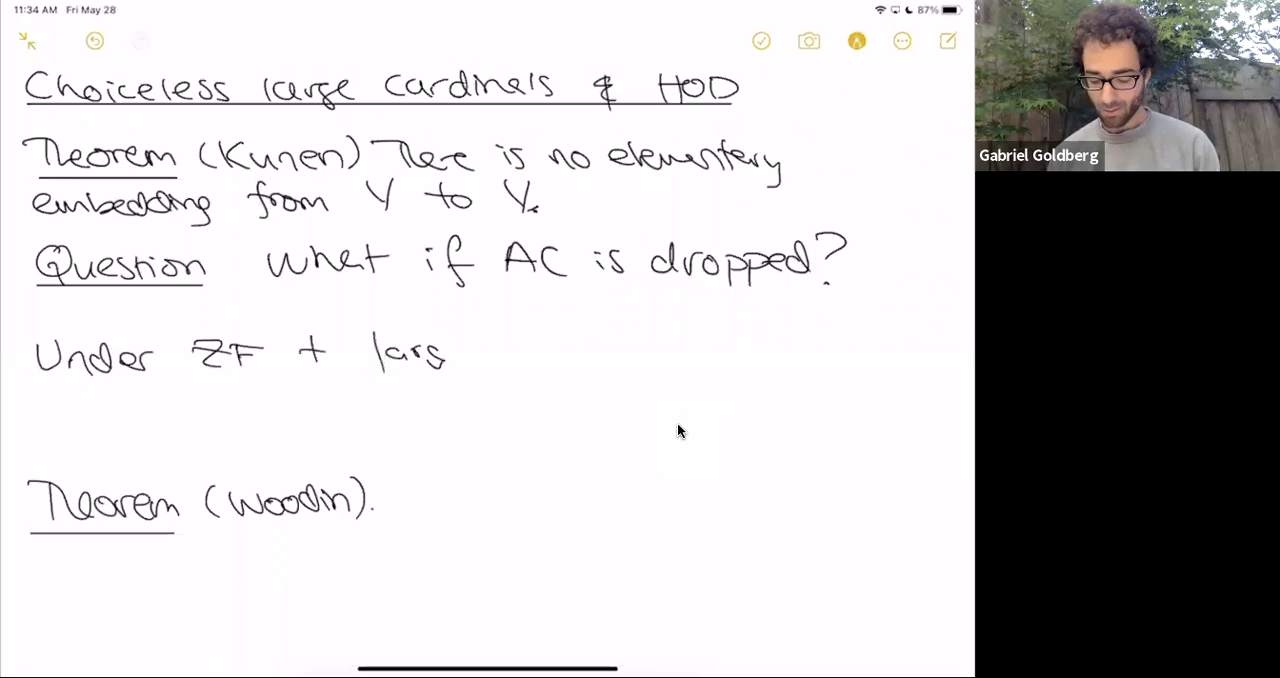 11:34 AM Fri May 28
87%
Choiceless large cardinals & HOD
Theorem (Kunen) There is no elementary
embedding from V to V.
Question What if AC is dropped?
Under ZF + larg
Theorem (Woodin).
Gabriel Goldberg